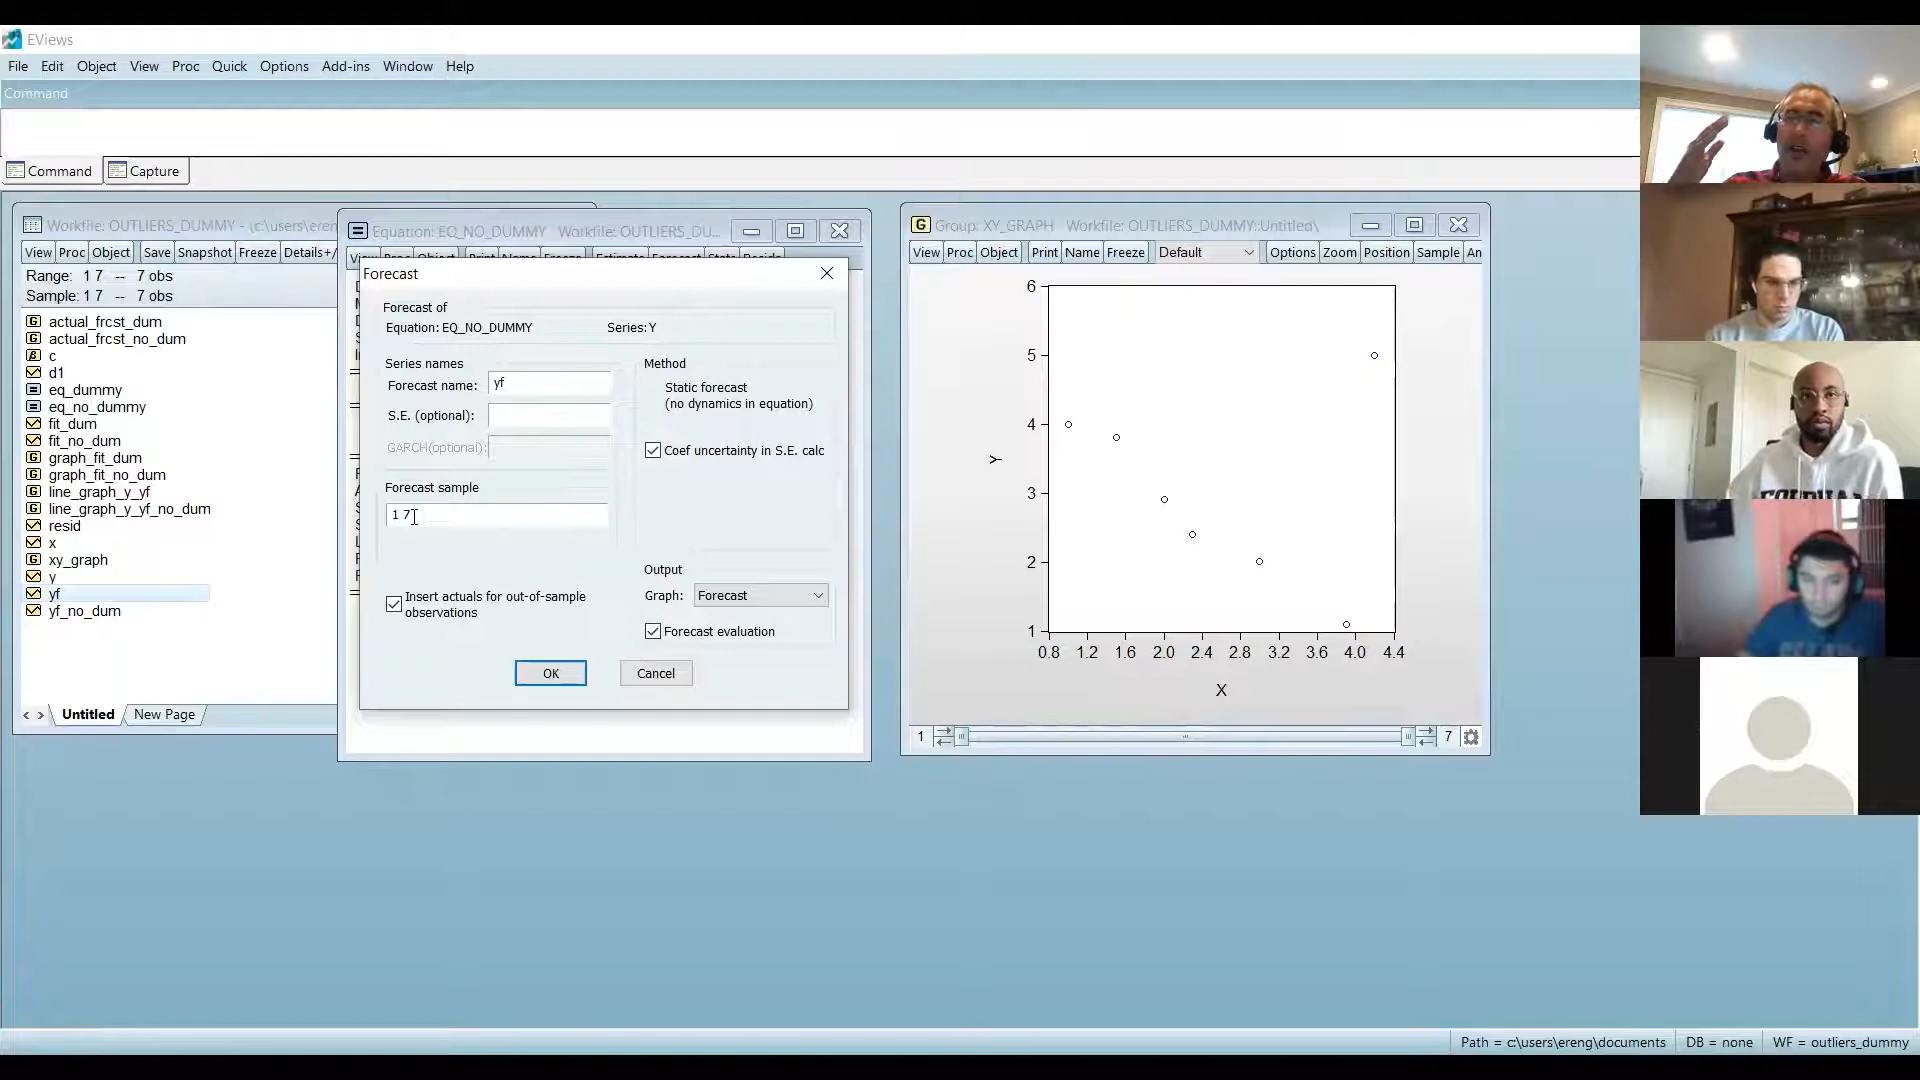 EViews
File Edit Object View Proc Quick Options Add-ins Window Help
Command
Command Capture
Workfile: OUTLIERS_DUMMY - (c:\users\eren
View Proc Object Save Snapshot Freeze Details+/
Range: 1 7 -- 7 obs
Sample: 1 7 -- 7 obs
actual_frcst_dum
actual_frcst_no_dum
c
d1
eq_dummy
eq_no_dummy
fit_dum
fit_no_dum
graph_fit_dum
graph_fit_no_dum
line_graph_y_yf
line_graph_y_yf_no_dum
resid
x
xy_graph
y
yf
yf_no_dum
Untitled New Page
Equation: EQ_NO_DUMMY Workfile: OUTLIERS_DU...
Forecast
Forecast of
Equation: EQ_NO_DUMMY Series: Y
Series names
Forecast name: yf
S.E. (optional):
GARCH(optional):
Forecast sample
1 7
Insert actuals for out-of-sample
observations
Method
Static forecast
(no dynamics in equation)
Coef uncertainty in S.E. calc
Output
Graph: Forecast
Forecast evaluation
OK Cancel
Group: XY_GRAPH Workfile: OUTLIERS_DUMMY::Untitled\
View Proc Object Print Name Freeze Default Options Zoom Position Sample An
6
5
4
3
2
1
Y
0.8 1.2 1.6 2.0 2.4 2.8 3.2 3.6 4.0 4.4
X
1 7
Path = c:\users\ereng\documents DB = none WF = outliers_dummy